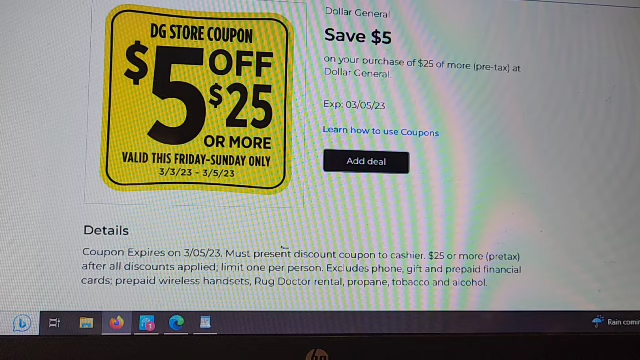 DG STORE COUPON
$5 OFF
$25
OR MORE
VALID THIS FRIDAY-SUNDAY ONLY
3/3/23 - 3/5/23
Dollar General
Save $5
on your purchase of $25 of more (pre-tax) at
Dollar General.
Exp: 03/05/23
Learn how to use Coupons
Add deal
Details
Coupon Expires on 3/05/23. Must present discount coupon to cashier. $25 or more (pretax)
after all discounts applied; limit one per person. Excludes phone, gift and prepaid financial
cards; prepaid wireless handsets, Rug Doctor rental, propane, tobacco and alcohol.
Rain comin
hp